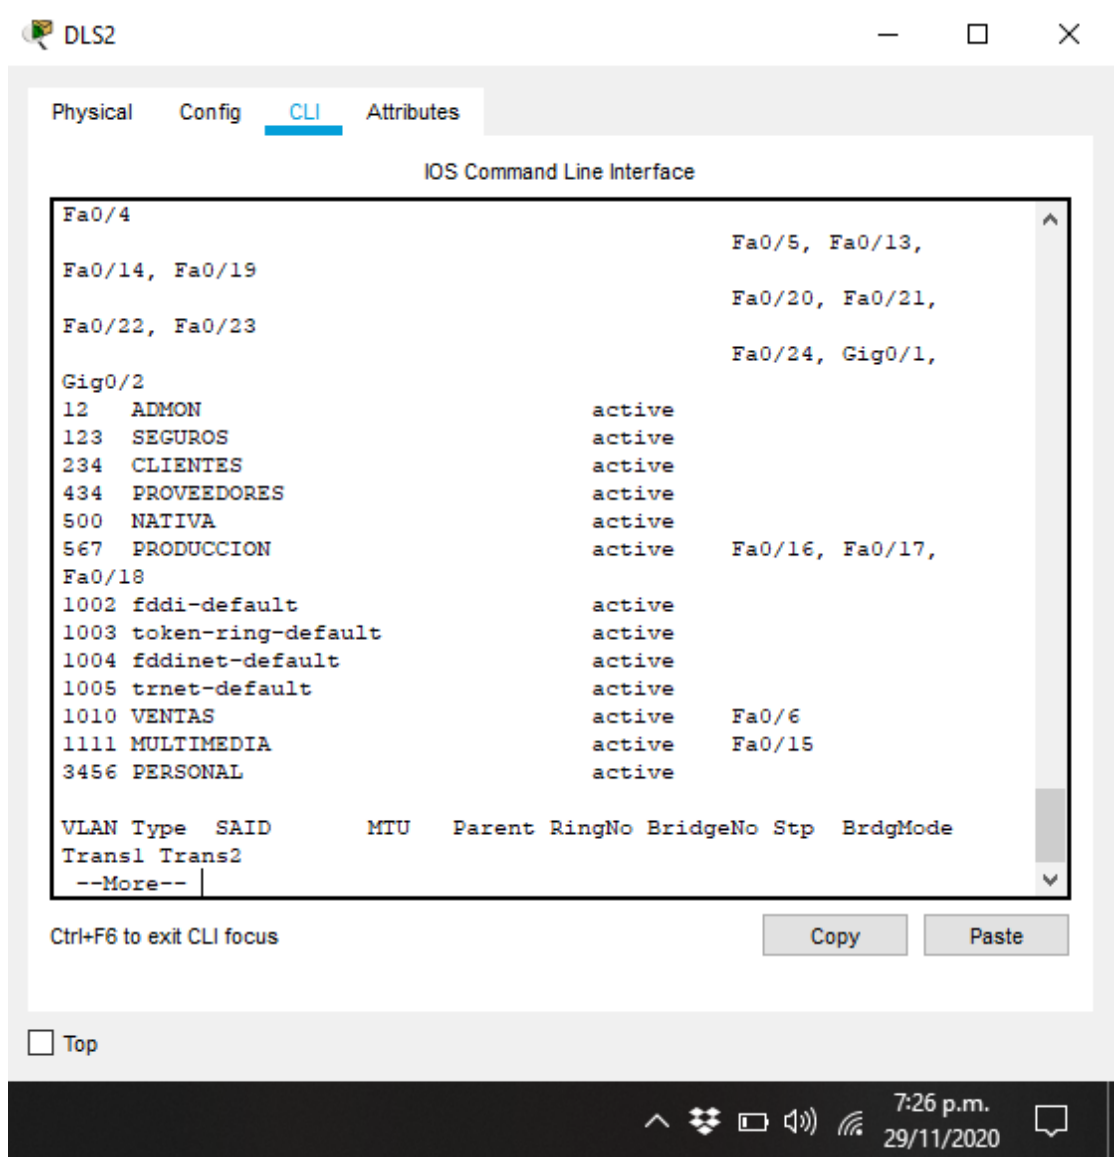 DLS2
Physical Config CLI Attributes
IOS Command Line Interface
Fa0/4
Fa0/5, Fa0/13,
Fa0/14, Fa0/19
Fa0/20, Fa0/21,
Fa0/22, Fa0/23
Fa0/24, Gig0/1,
Gig0/2
12 ADMON active
123 SEGUROS active
234 CLIENTES active
434 PROVEEDORES active
500 NATIVA active
567 PRODUCCION active Fa0/16, Fa0/17,
Fa0/18
1002 fddi-default active
1003 token-ring-default active
1004 fddinet-default active
1005 trnet-default active
1010 VENTAS active Fa0/6
1111 MULTIMEDIA active Fa0/15
3456 PERSONAL active
VLAN Type SAID MTU Parent RingNo BridgeNo Stp BrdgMode
Trans1 Trans2
--More--
Ctrl+F6 to exit CLI focus
Copy Paste
Top
7:26 p.m.
29/11/2020